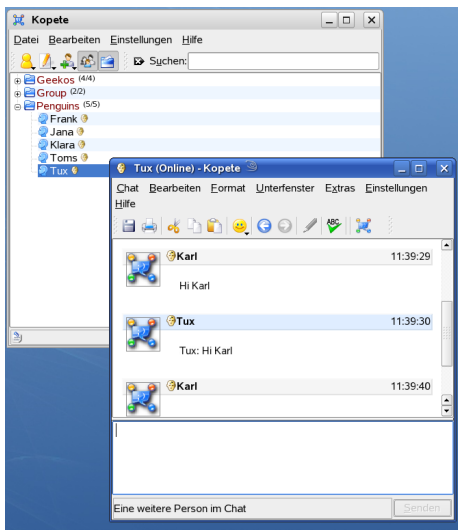 Kopete
Datei Bearbeiten Einstellungen Hilfe
Suchen:
Geekos (4/4)
Group (2/2)
Penguins (5/5)
Frank
Jana
Klara
Toms
Tux
Tux (Online) - Kopete
Chat Bearbeiten Format Unterfenster Extras Einstellungen
Hilfe
ABC
Karl 11:39:29
Hi Karl
Tux 11:39:30
Tux: Hi Karl
Karl 11:39:40
Eine weitere Person im Chat Senden